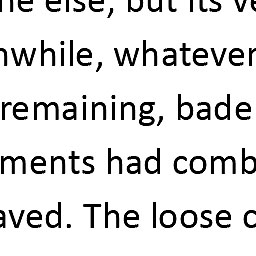 ne else, but its ve
nwhile, whatever
remaining, bade
ments had comb
aved. The loose c